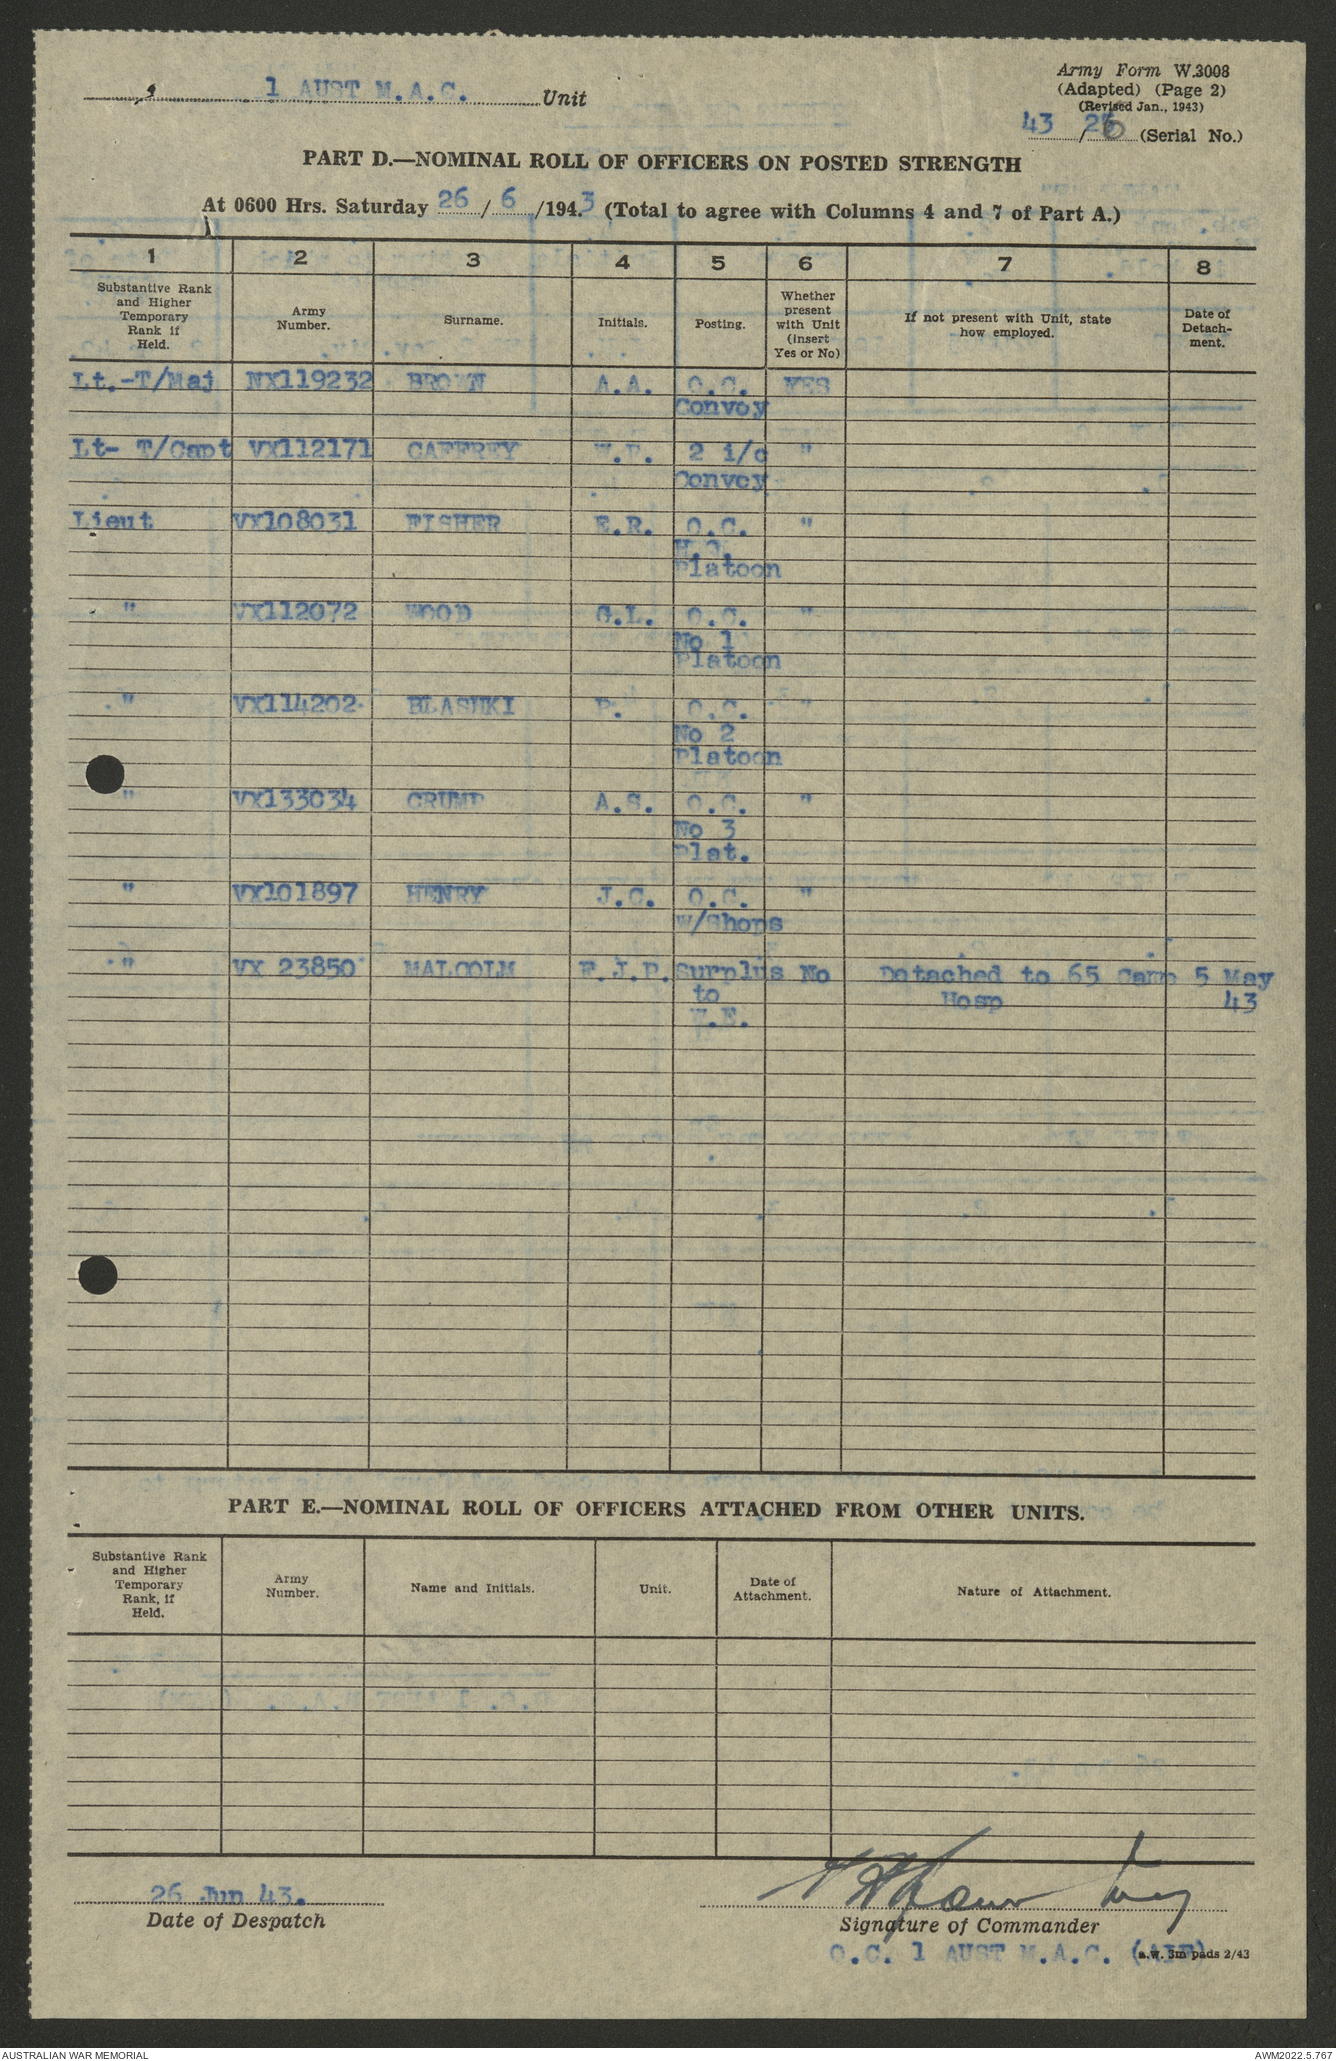 1 AUST M.A.C. Unit
Army Form W.3008
(Adapted) (Page 2)
(Revised Jan., 1943)
43 / 26 (Serial No.)
PART D.—NOMINAL ROLL OF OFFICERS ON POSTED STRENGTH
At 0600 Hrs. Saturday 26 / 6 /1943 (Total to agree with Columns 4 and 7 of Part A.)
1 2 3 4 5 6 7 8
Substantive Rank and Higher Temporary Rank if Held.
Army Number.
Surname.
Initials.
Posting.
Whether present with Unit (insert Yes or No)
If not present with Unit, state how employed.
Date of Detach-ment.
Lt.-T/Maj NX119232 BROWN A.A. O.C. YES
Convoy
Lt- T/Capt VX112171 CAFFREY W.P. 2 i/c "
Convoy
Lieut VX108031 FISHER E.R. O.C. "
H.Q.
Platoon
" VX112072 WOOD G.L. O.C. "
No 1
Platoon
" VX114202 BLASHKI P. O.C. "
No 2
Platoon
" VX133034 CRUMP A.S. O.C. "
No 3
Plat.
" VX101897 HENRY J.C. O.C. "
W/Shops
" VX 23850 MALCOLM F.J.P. Surplus No Detached to 65 Camp 5 May
to Hosp 43
W.E.
PART E.—NOMINAL ROLL OF OFFICERS ATTACHED FROM OTHER UNITS.
Substantive Rank and Higher Temporary Rank, if Held.
Army Number.
Name and Initials.
Unit.
Date of Attachment.
Nature of Attachment.
26 Jun 43.
Date of Despatch
Signature of Commander
O.C. 1 AUST M.A.C. (AIF)
a.w. 3m pads 2/43
AUSTRALIAN WAR MEMORIAL
AWM2022.5.767